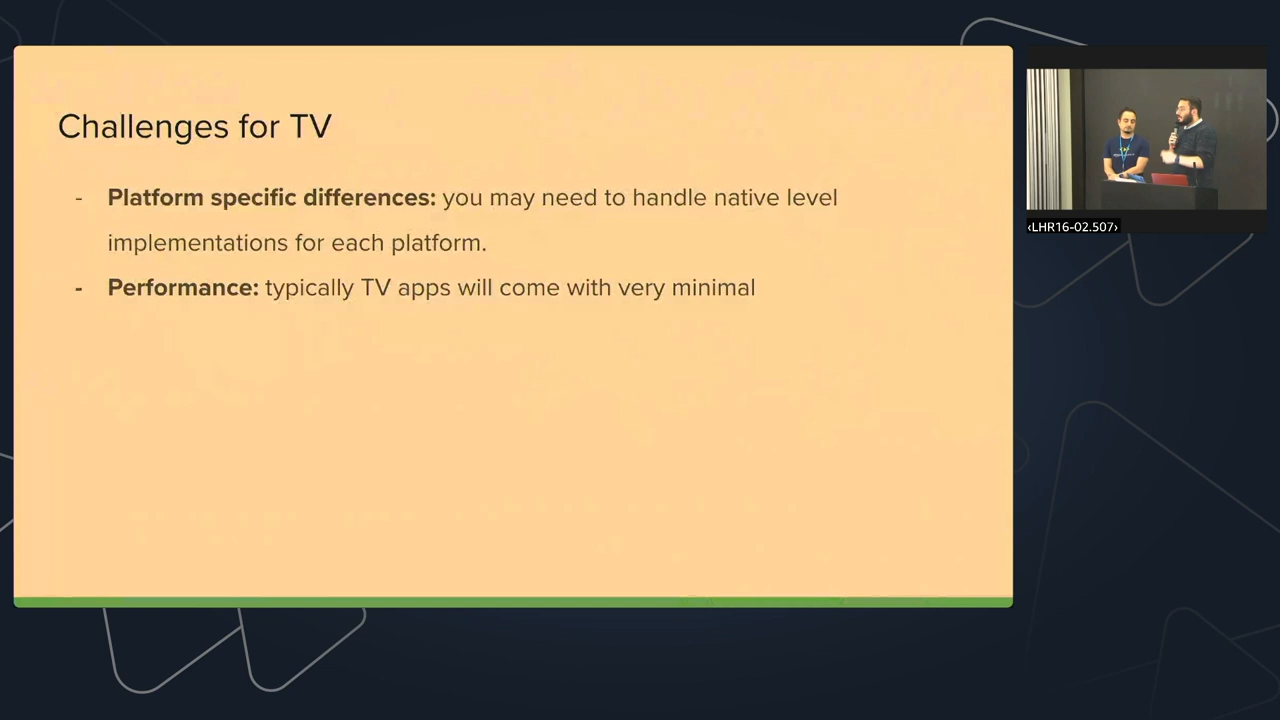 Challenges for TV
- Platform specific differences: you may need to handle native level
implementations for each platform.
- Performance: typically TV apps will come with very minimal
‹LHR16-02.507›